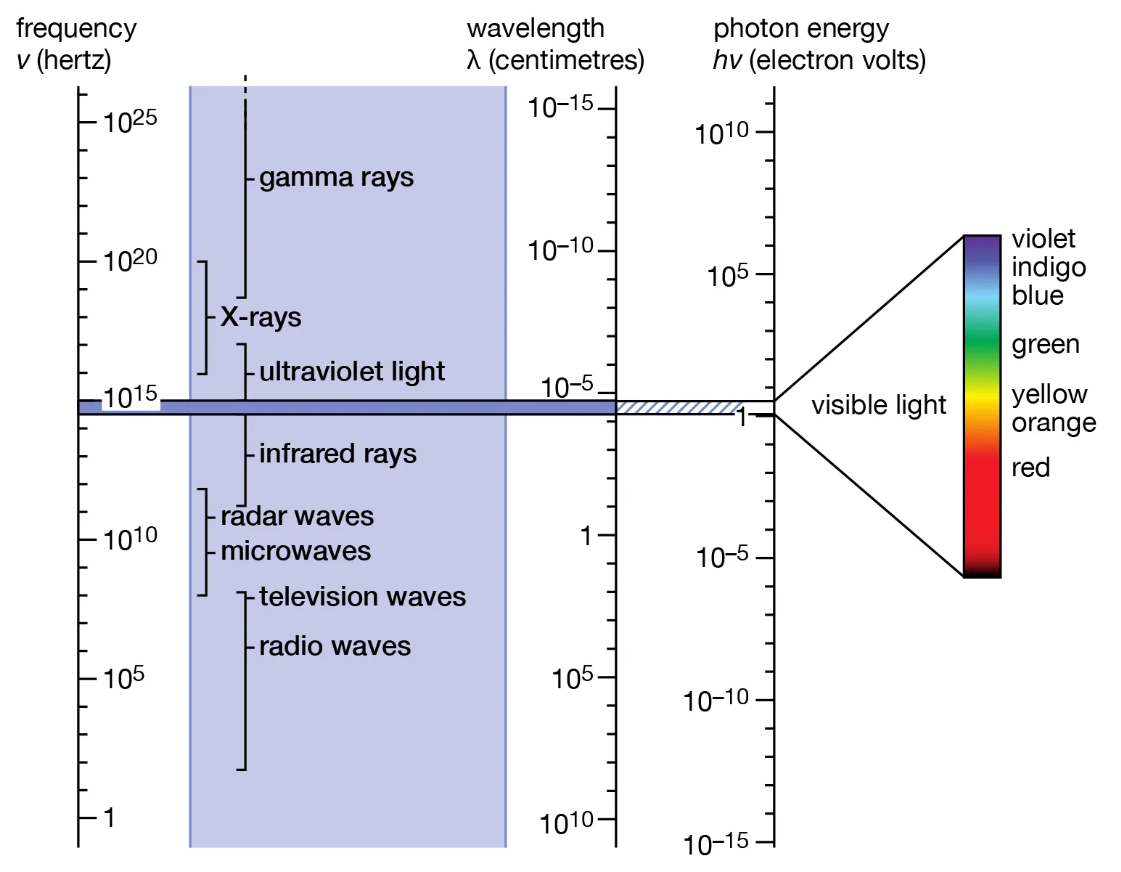 frequency
ν (hertz)
10²⁵
10²⁰
10¹⁵
10¹⁰
10⁵
1
gamma rays
X-rays
ultraviolet light
infrared rays
radar waves
microwaves
television waves
radio waves
wavelength
λ (centimetres)
10⁻¹⁵
10⁻¹⁰
10⁻⁵
1
10⁵
10¹⁰
photon energy
hν (electron volts)
10¹⁰
10⁵
1
10⁻⁵
10⁻¹⁰
10⁻¹⁵
visible light
violet
indigo
blue
green
yellow
orange
red